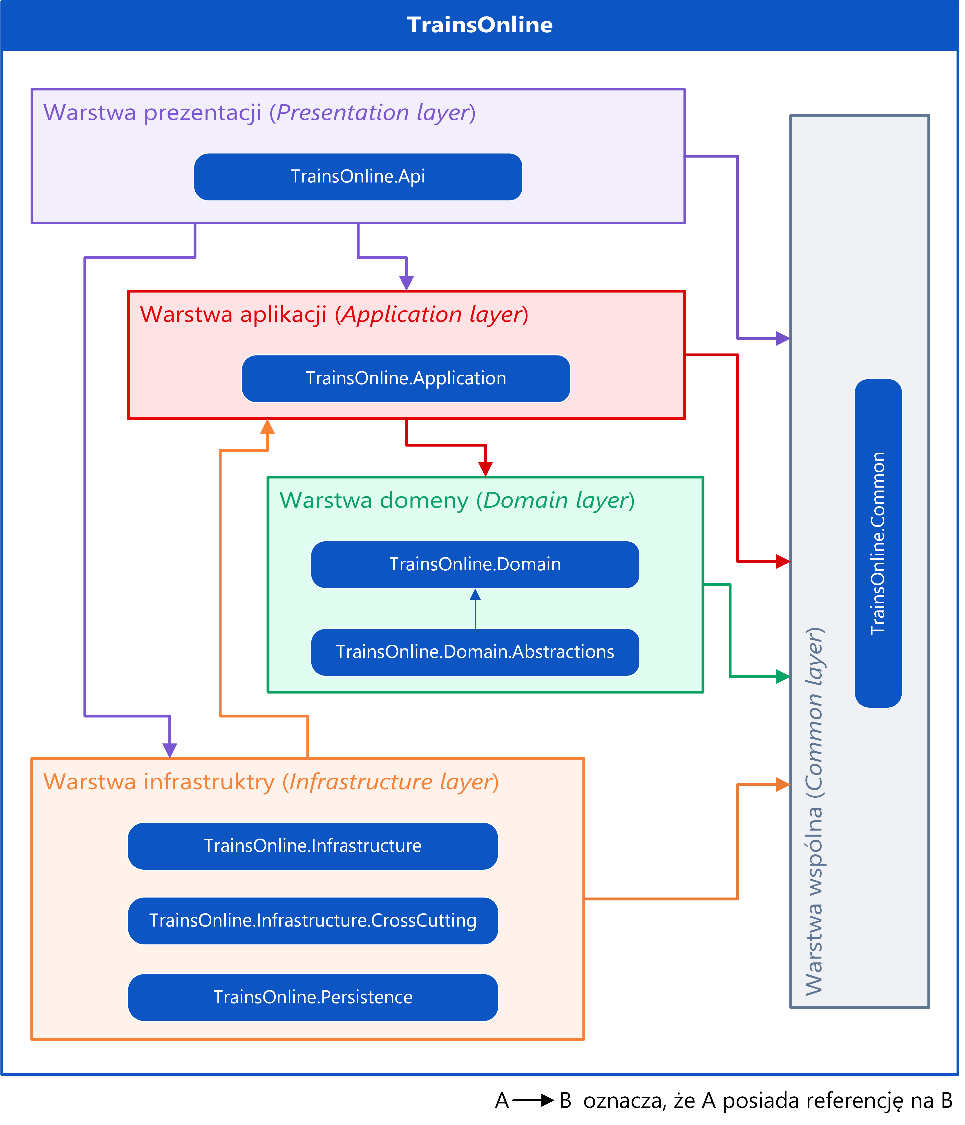 TrainsOnline
Warstwa prezentacji (Presentation layer)
TrainsOnline.Api
Warstwa aplikacji (Application layer)
TrainsOnline.Application
Warstwa domeny (Domain layer)
TrainsOnline.Domain
TrainsOnline.Domain.Abstractions
Warstwa infrastruktry (Infrastructure layer)
TrainsOnline.Infrastructure
TrainsOnline.Infrastructure.CrossCutting
TrainsOnline.Persistence
Warstwa wspólna (Common layer)
TrainsOnline.Common
A → B oznacza, że A posiada referencję na B